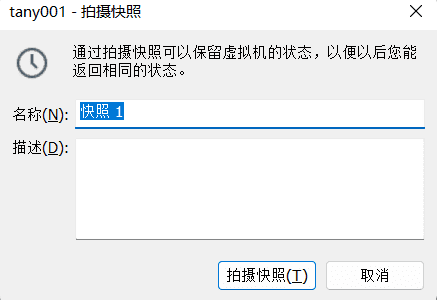 tany001 - 拍摄快照
通过拍摄快照可以保留虚拟机的状态，以便以后您能
返回相同的状态。
名称(N):
快照 1
描述(D):
拍摄快照(T)
取消